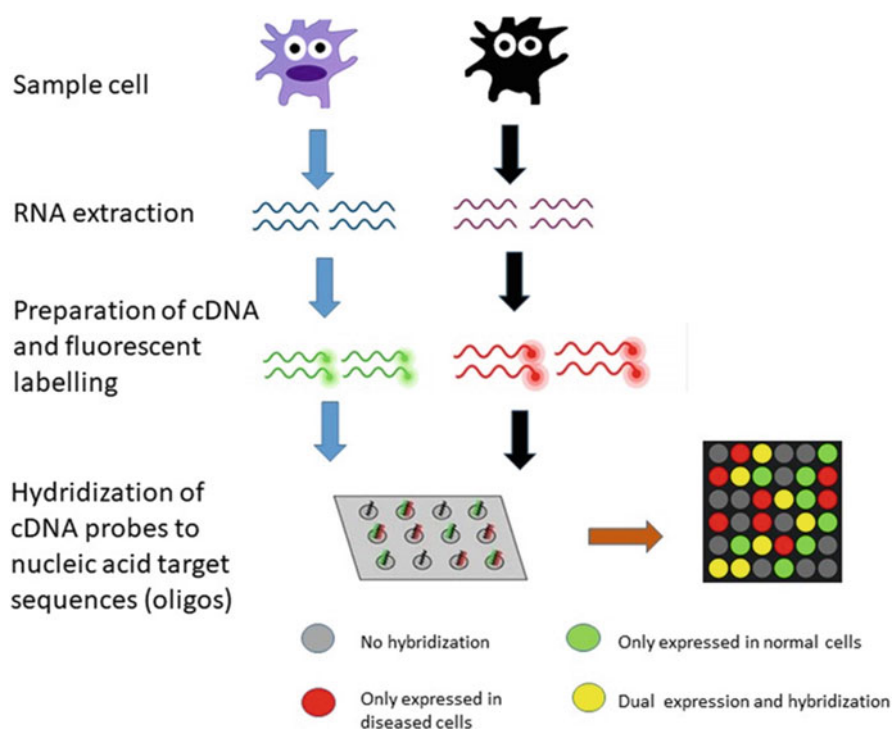 Sample cell
RNA extraction
Preparation of cDNA
and fluorescent
labelling
Hydridization of
cDNA probes to
nucleic acid target
sequences (oligos)
No hybridization
Only expressed in normal cells
Only expressed in
diseased cells
Dual expression and hybridization